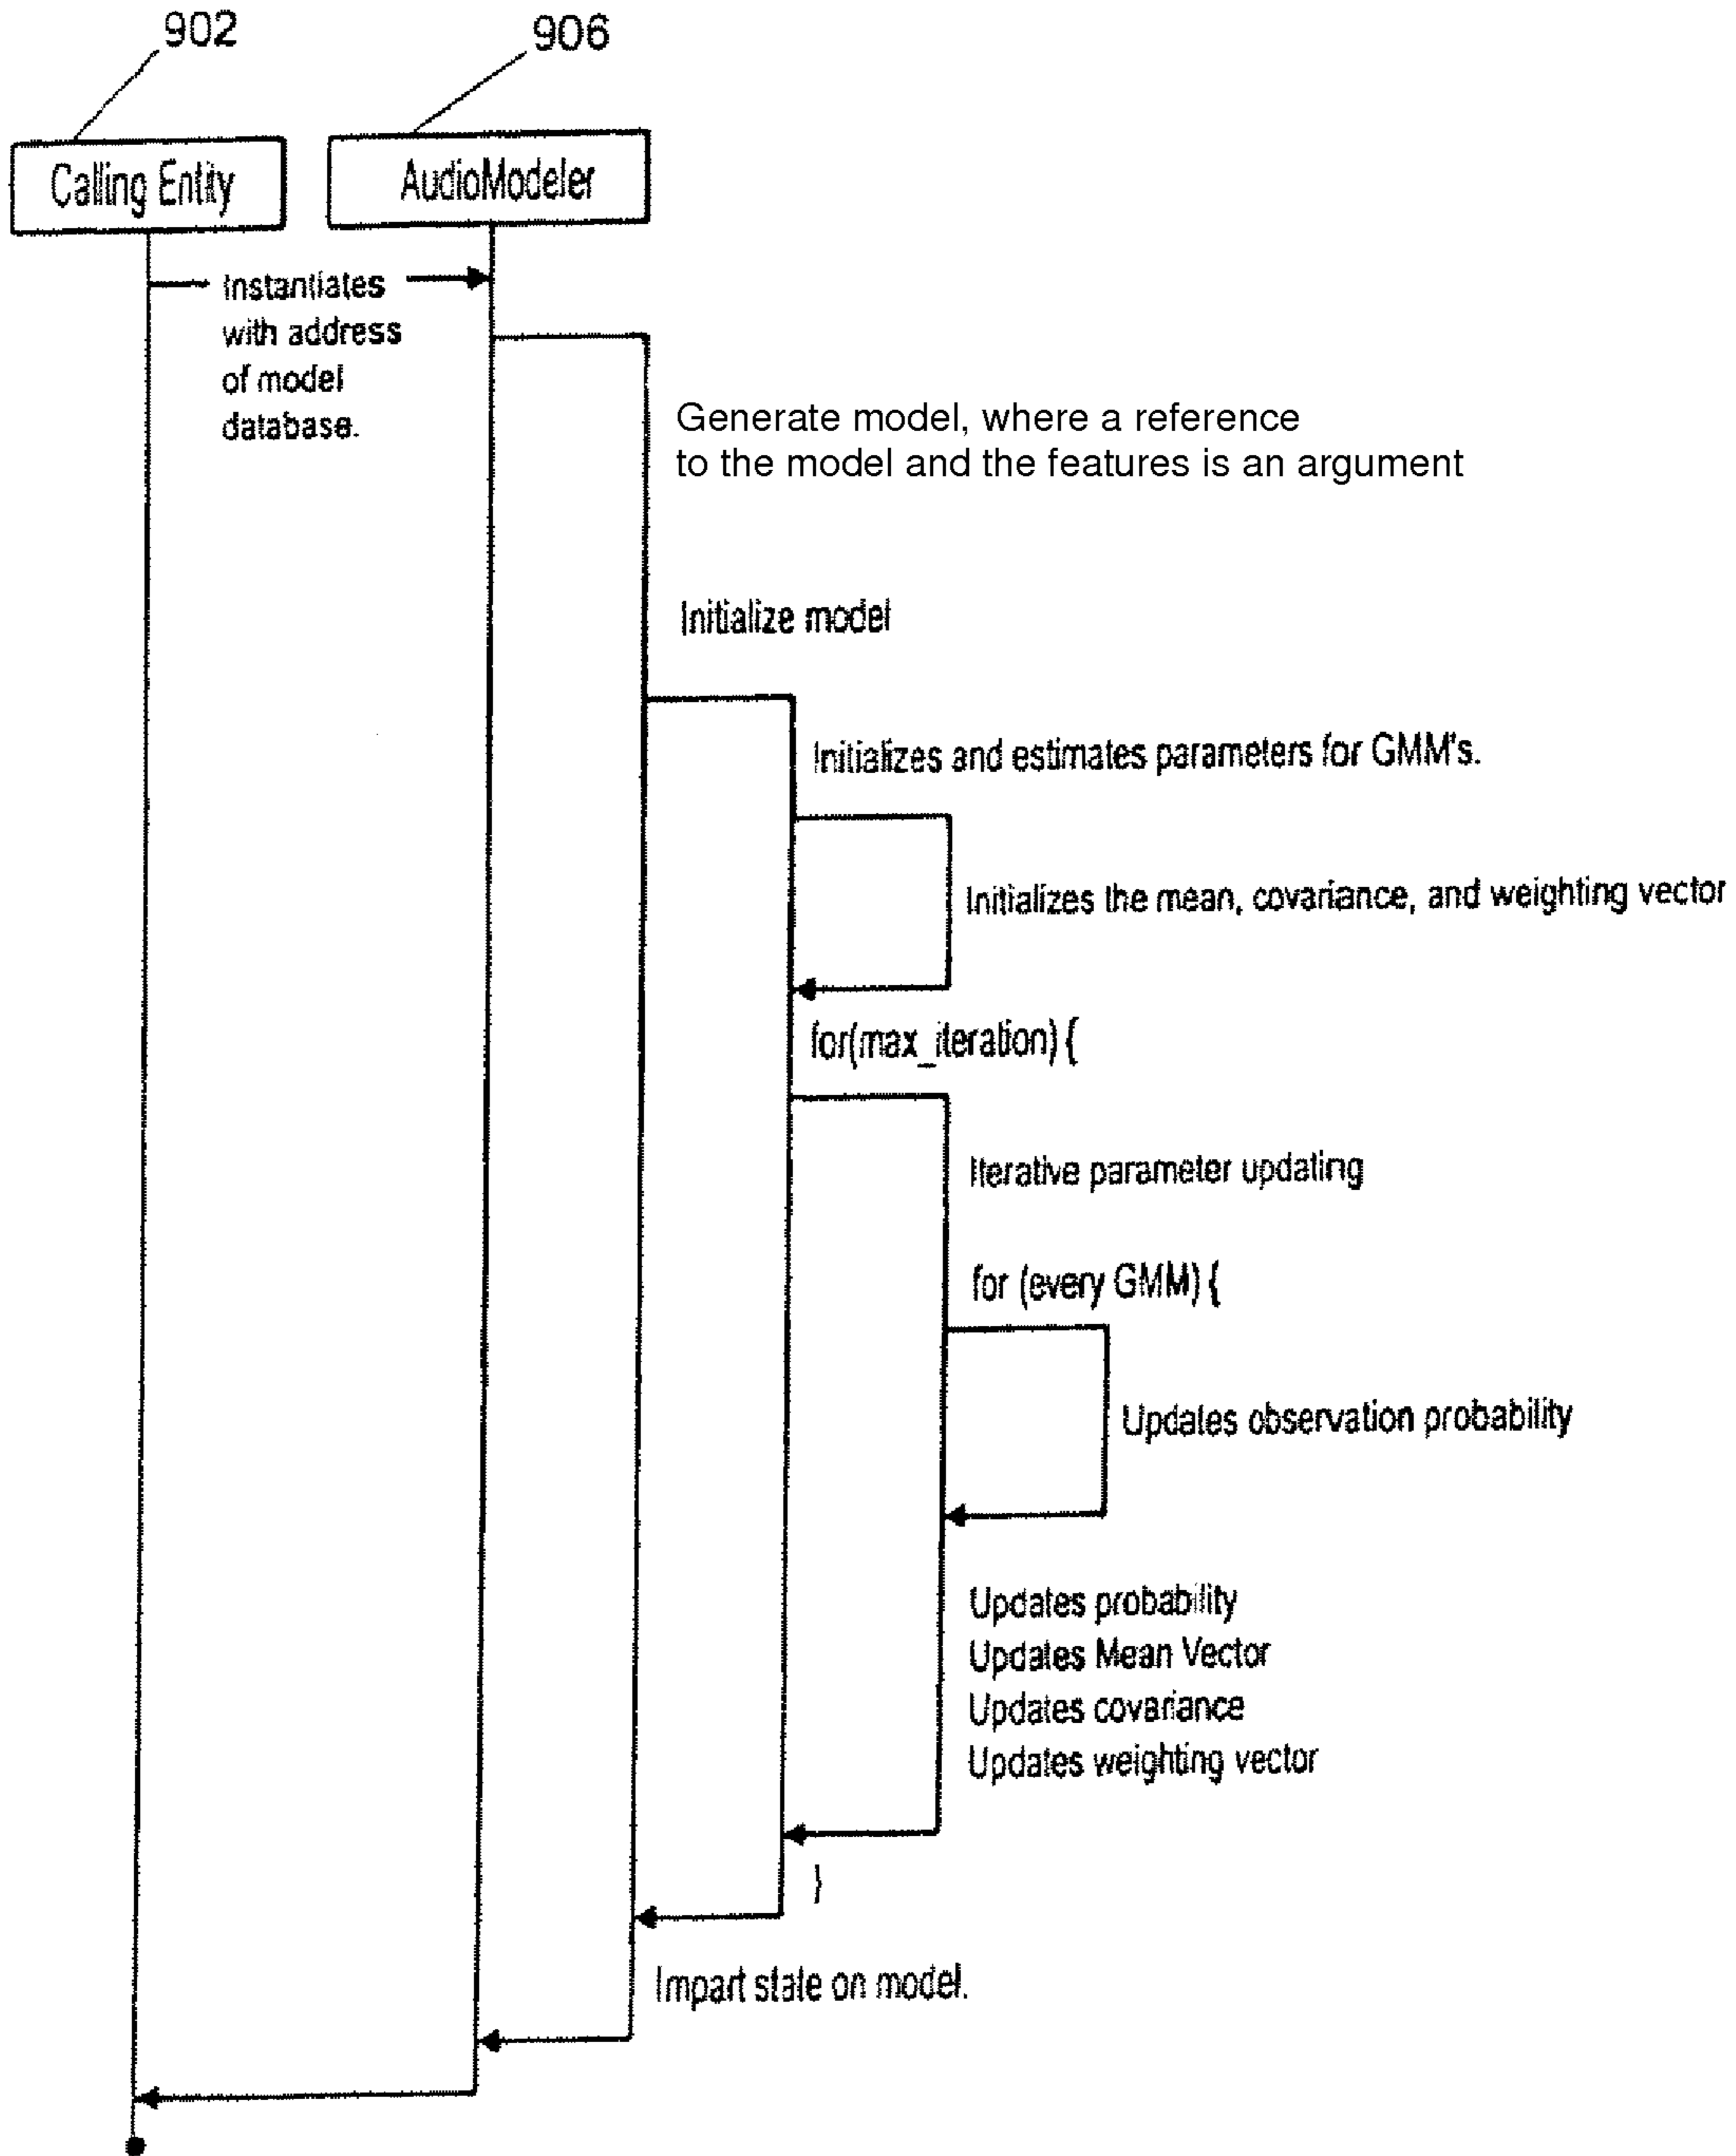 902
906
Calling Entity
AudioModeler
Instantiates
with address
of model
database.
Generate model, where a reference
to the model and the features is an argument
Initialize model
Initializes and estimates parameters for GMM's.
Initializes the mean, covariance, and weighting vector
for(max_iteration) {
Iterative parameter updating
for (every GMM) {
Updates observation probability
Updates probability
Updates Mean Vector
Updates covariance
Updates weighting vector
}
Impart state on model.